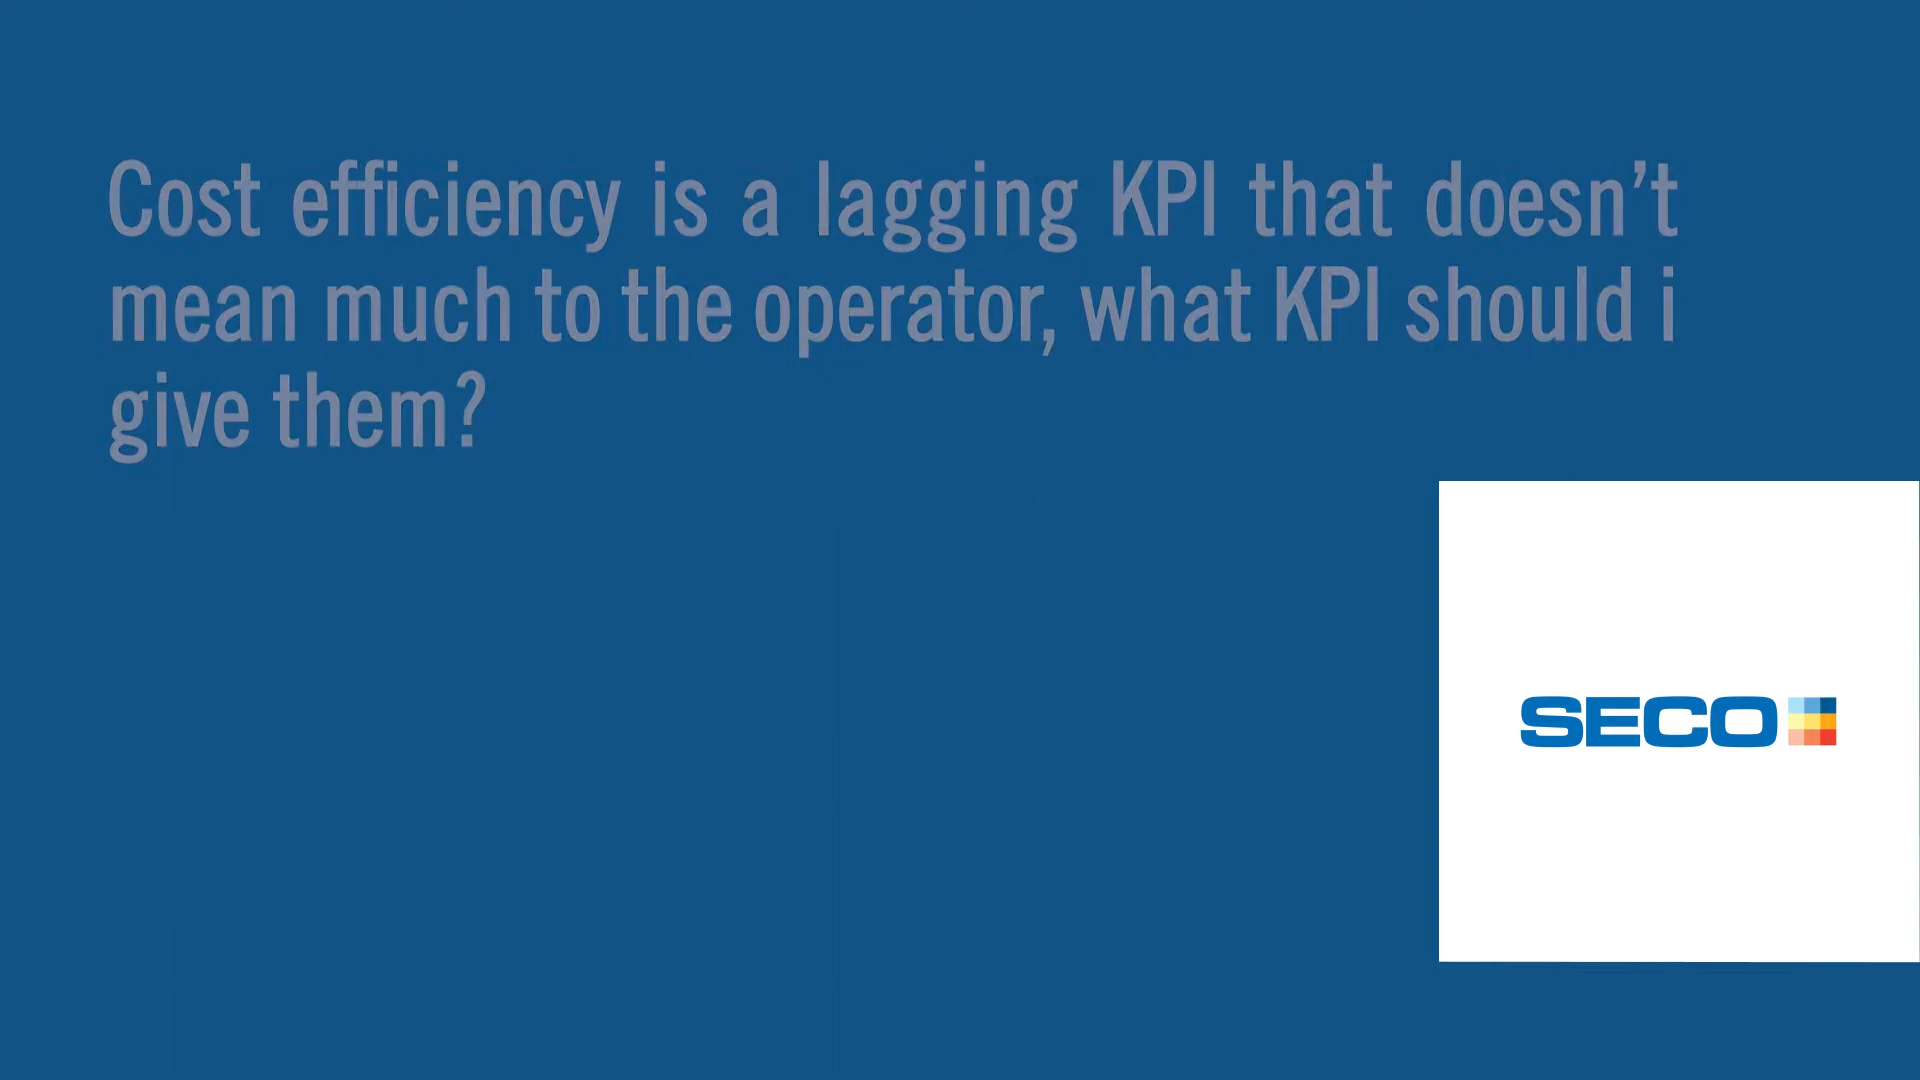 Cost efficiency is a lagging KPI that doesn’t
mean much to the operator, what KPI should i
give them?
SECO